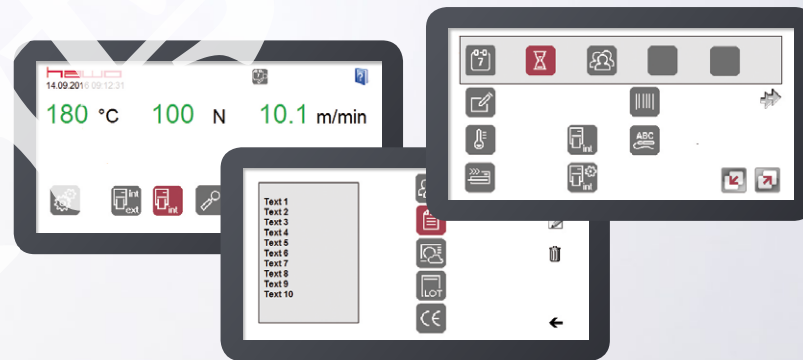 hawo
14.09.2016 09:12:31
180 °C 100 N 10.1 m/min
int
ext
int
Text 1
Text 2
Text 3
Text 4
Text 5
Text 6
Text 7
Text 8
Text 9
Text 10
LOT
CE
7
int
ABC
int